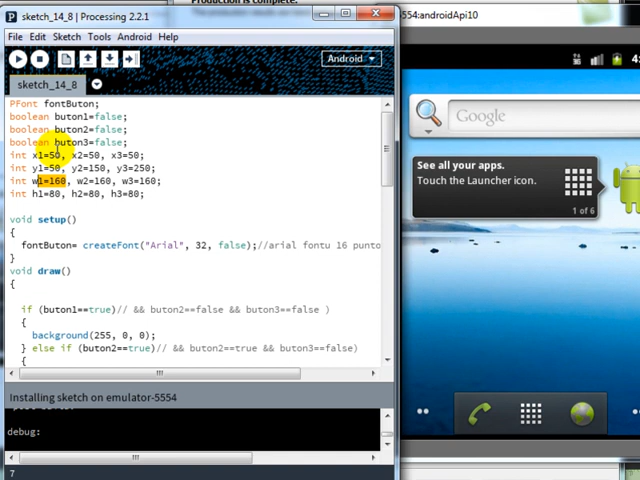 Production is complete.
sketch_14_8 | Processing 2.2.1
5554:androidApi10
File Edit Sketch Tools Android Help
Android
sketch_14_8
PFont fontButon;
boolean buton1=false;
boolean buton2=false;
boolean buton3=false;
int x1=50, x2=50, x3=50;
int y1=50, y2=150, y3=250;
int w1=160, w2=160, w3=160;
int h1=80, h2=80, h3=80;
void setup()
{
fontButon= createFont("Arial", 32, false);//arial fontu 16 punto
}
void draw()
{
if (buton1==true)// && buton2==false && buton3==false )
{
background(255, 0, 0);
} else if (buton2==true)// && buton2==true && buton3==false)
{
Installing sketch on emulator-5554
debug:
7
Google
See all your apps.
Touch the Launcher icon.
1 of 6